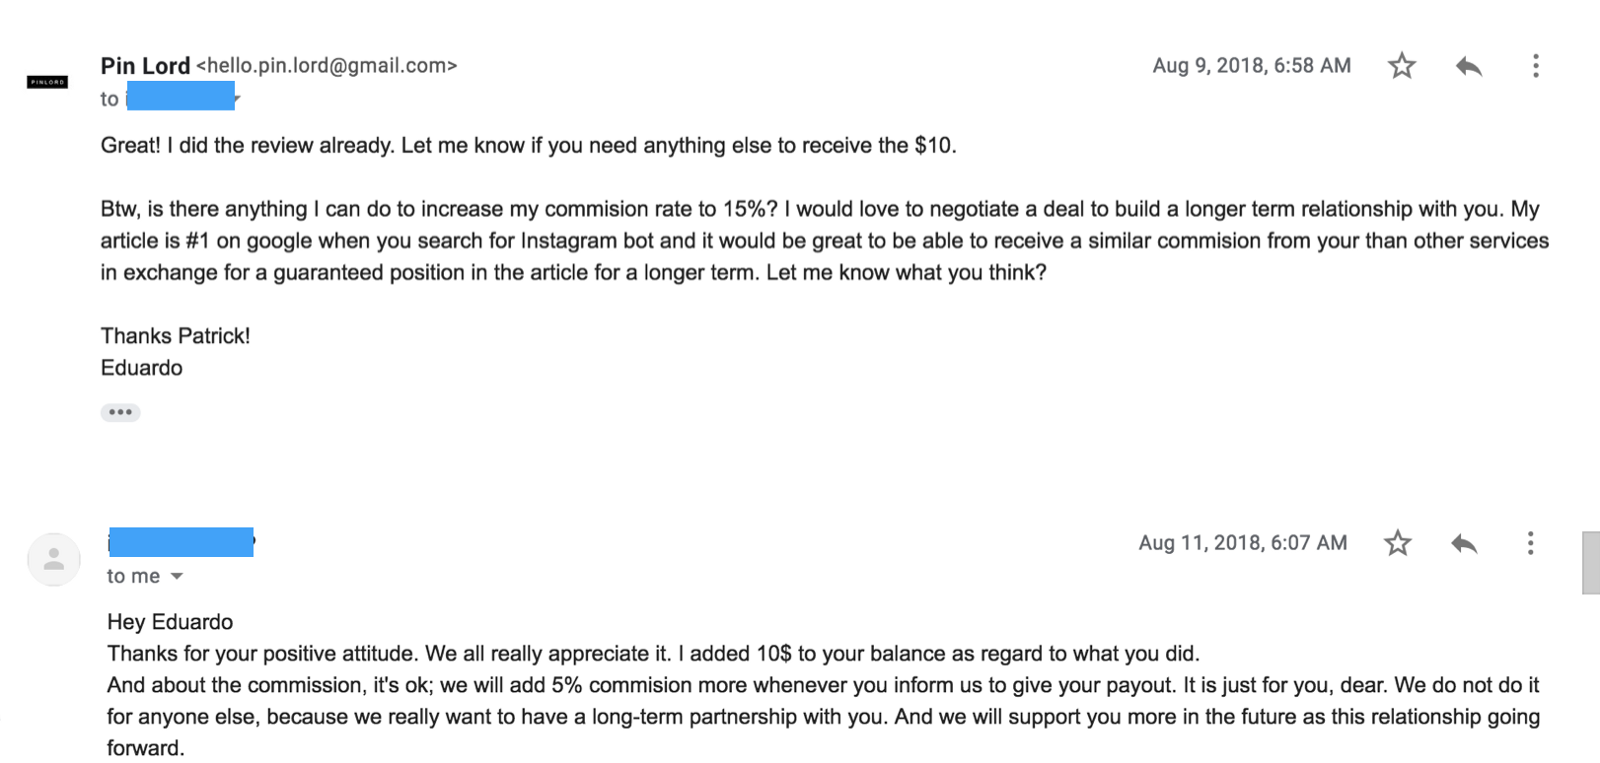 Pin Lord <hello.pin.lord@gmail.com>
Aug 9, 2018, 6:58 AM
PINLORD
to
Great! I did the review already. Let me know if you need anything else to receive the $10.
Btw, is there anything I can do to increase my commision rate to 15%? I would love to negotiate a deal to build a longer term relationship with you. My
article is #1 on google when you search for Instagram bot and it would be great to be able to receive a similar commision from your than other services
in exchange for a guaranteed position in the article for a longer term. Let me know what you think?
Thanks Patrick!
Eduardo
Aug 11, 2018, 6:07 AM
to me
Hey Eduardo
Thanks for your positive attitude. We all really appreciate it. I added 10$ to your balance as regard to what you did.
And about the commission, it's ok; we will add 5% commision more whenever you inform us to give your payout. It is just for you, dear. We do not do it
for anyone else, because we really want to have a long-term partnership with you. And we will support you more in the future as this relationship going
forward.